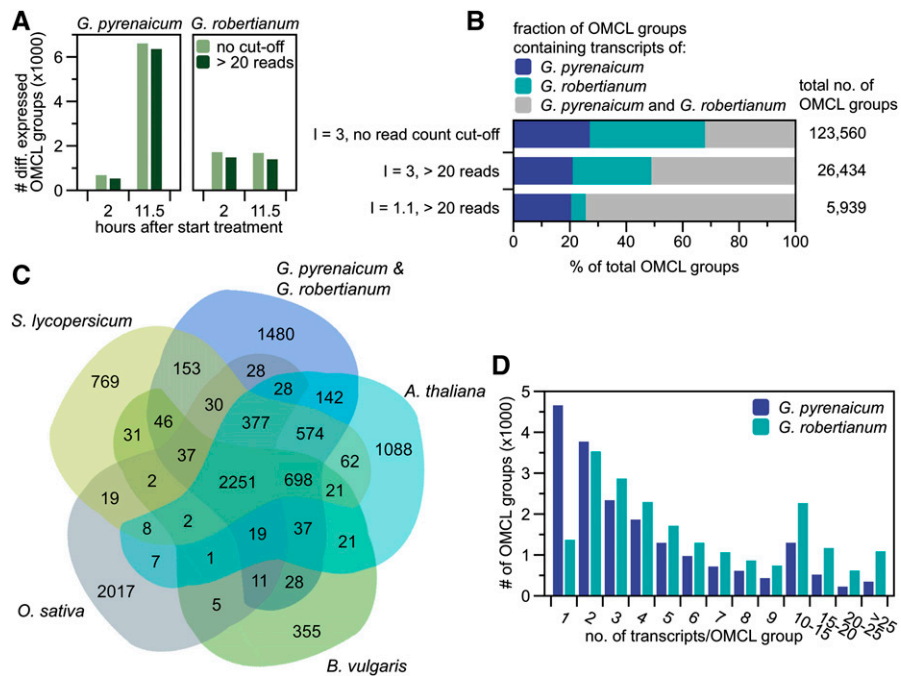 A
G. pyrenaicum G. robertianum
# diff. expressed
OMCL groups (x1000)
6
4
2
0
no cut-off
> 20 reads
2 11.5 2 11.5
hours after start treatment
B
fraction of OMCL groups
containing transcripts of:
G. pyrenaicum
G. robertianum
G. pyrenaicum and G. robertianum
total no. of
OMCL groups
I = 3, no read count cut-off 123,560
I = 3, > 20 reads 26,434
I = 1.1, > 20 reads 5,939
0 20 40 60 80 100
% of total OMCL groups
C
G. pyrenaicum &
G. robertianum
S. lycopersicum
A. thaliana
O. sativa
B. vulgaris
1480
153 28
769 30 28 142
46 377 574 1088
31 37 62
2 2251 698 21
19
8 2 19 37 21
7 1
2017 11 28
5
355
D
# of OMCL groups (x1000)
5
4
3
2
1
0
G. pyrenaicum
G. robertianum
1 2 3 4 5 6 7 8 9 10-15 15-20 20-25 >25
no. of transcripts/OMCL group